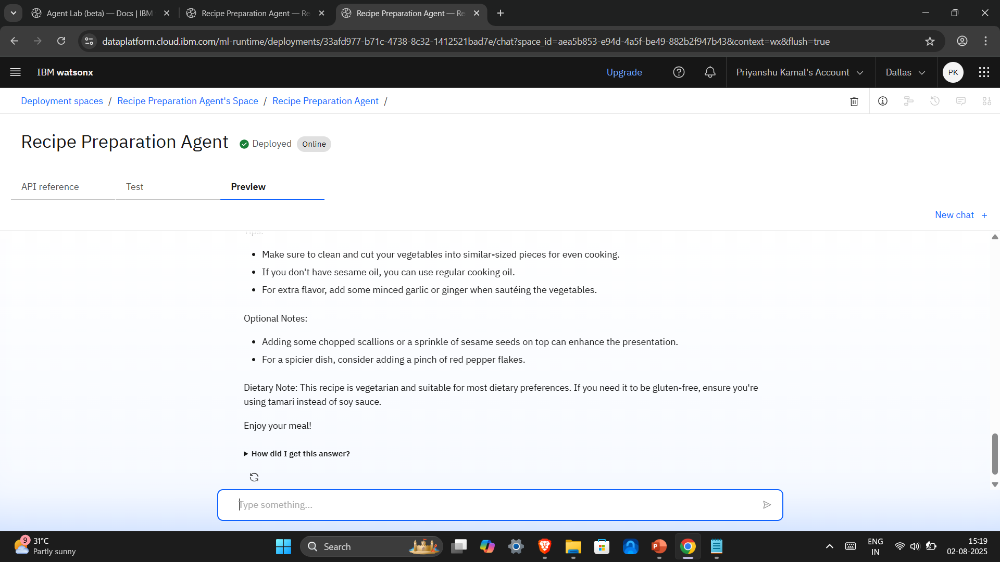 Agent Lab (beta) — Docs | IBM
Recipe Preparation Agent — Re
Recipe Preparation Agent — Re
dataplatform.cloud.ibm.com/ml-runtime/deployments/33afd977-b71c-4738-8c32-1412521bad7e/chat?space_id=aea5b853-e94d-4a5f-be49-882b2f947b43&context=wx&flush=true
IBM watsonx
Upgrade
Priyanshu Kamal's Account
Dallas
PK
Deployment spaces / Recipe Preparation Agent's Space / Recipe Preparation Agent /
Recipe Preparation Agent
Deployed
Online
API reference
Test
Preview
New chat +
Tips:
• Make sure to clean and cut your vegetables into similar-sized pieces for even cooking.
• If you don't have sesame oil, you can use regular cooking oil.
• For extra flavor, add some minced garlic or ginger when sautéing the vegetables.
Optional Notes:
• Adding some chopped scallions or a sprinkle of sesame seeds on top can enhance the presentation.
• For a spicier dish, consider adding a pinch of red pepper flakes.
Dietary Note: This recipe is vegetarian and suitable for most dietary preferences. If you need it to be gluten-free, ensure you're
using tamari instead of soy sauce.
Enjoy your meal!
How did I get this answer?
Type something...
9
31°C
Partly sunny
Search
ENG
IN
15:19
02-08-2025